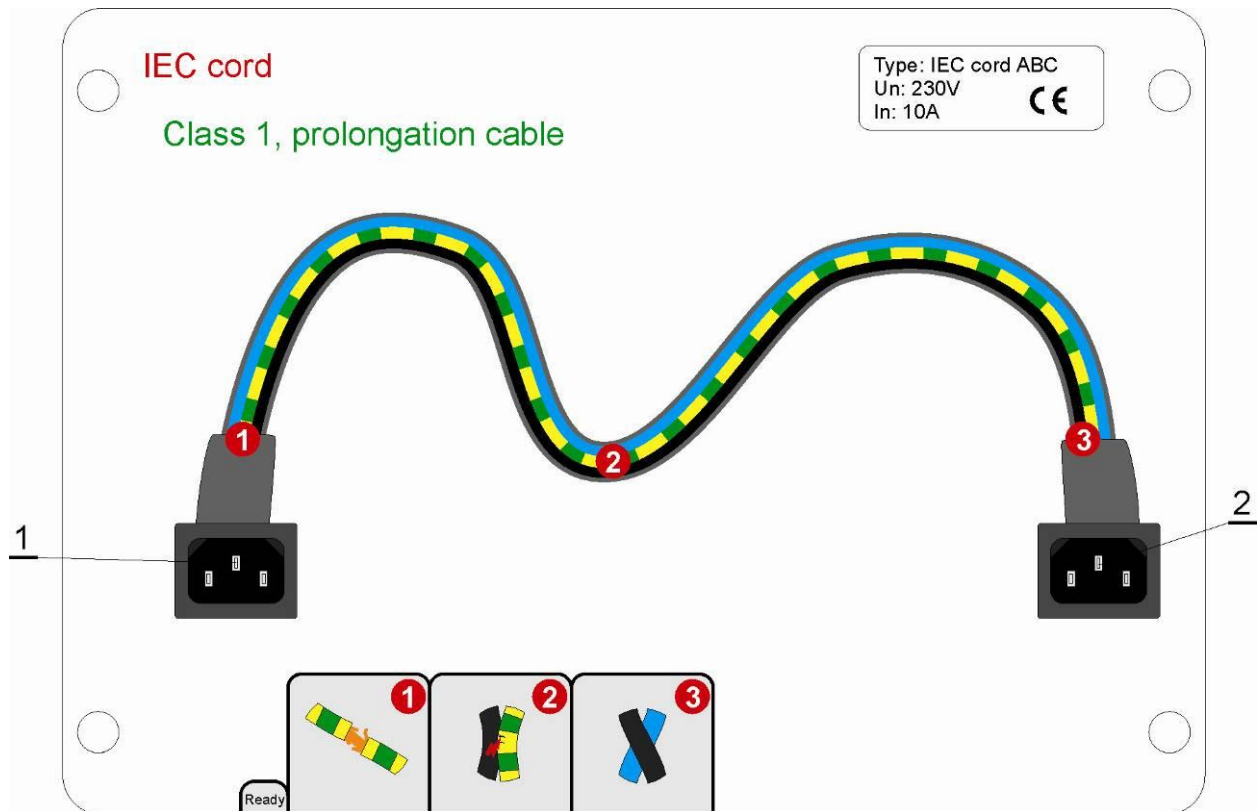 IEC cord
Class 1, prolongation cable
Type: IEC cord ABC
Un: 230V
In: 10A
CE
1
2
3
1
2
1
2
3
Ready